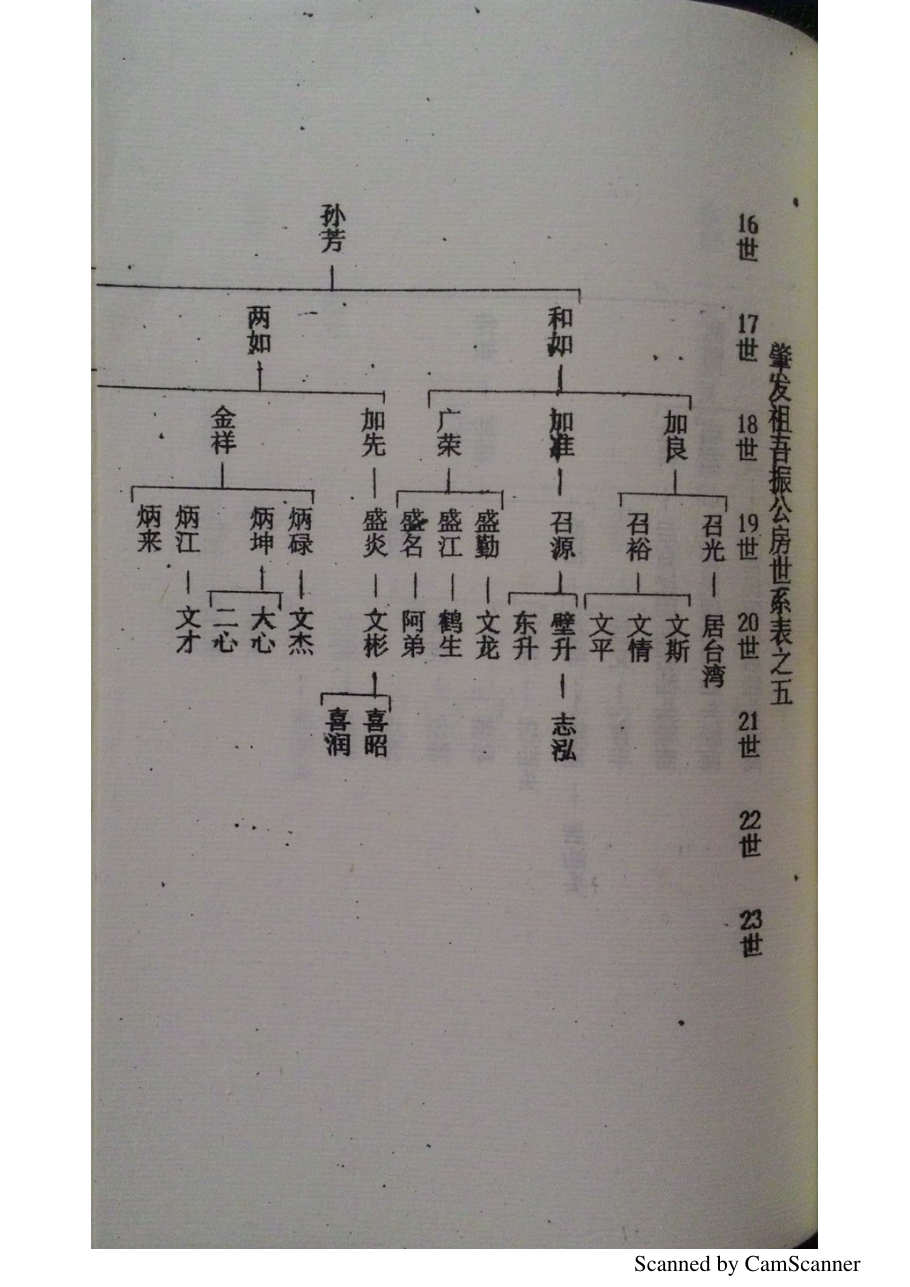 肇发祖吾振公房世系表之五
16世
17世
18世
19世
20世
21世
22世
23世
孙芳
和如
两如
加良
加准
广荣
加先
金祥
召光
召裕
召源
盛勤
盛江
盛名
盛炎
炳碌
炳坤
炳江
炳来
居台湾
文斯
文情
文平
壁升
东升
文龙
鹤生
阿弟
文彬
文杰
大心
二心
文才
志泓
喜昭
喜润
Scanned by CamScanner